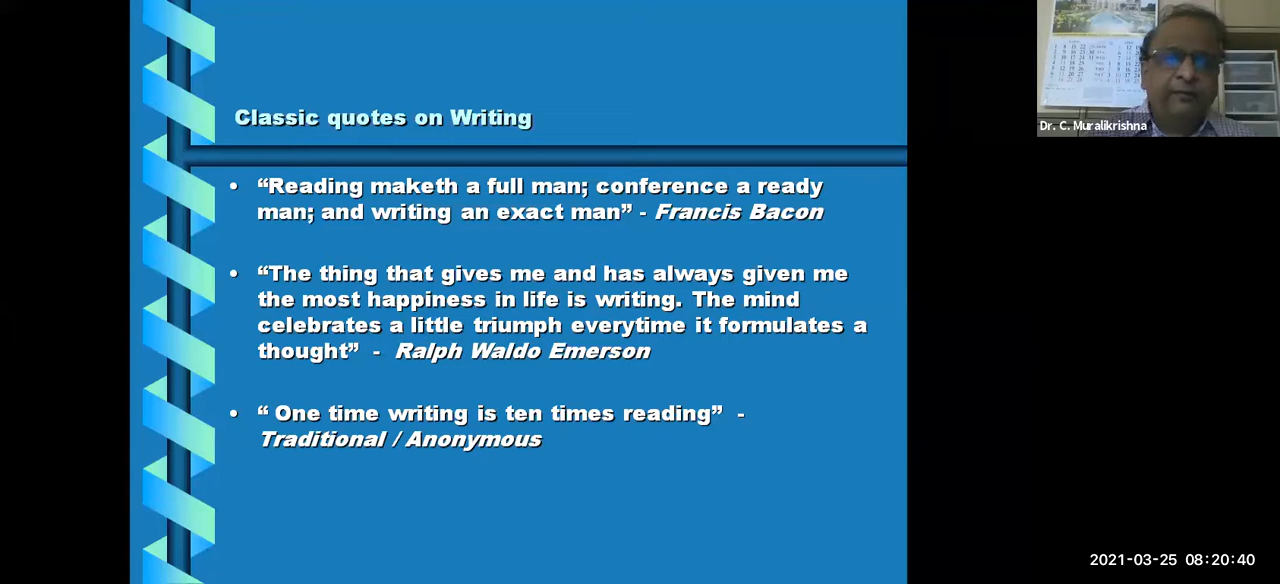 Classic quotes on Writing
• “Reading maketh a full man; conference a ready
man; and writing an exact man” - Francis Bacon
• “The thing that gives me and has always given me
the most happiness in life is writing. The mind
celebrates a little triumph everytime it formulates a
thought” - Ralph Waldo Emerson
• “ One time writing is ten times reading” -
Traditional / Anonymous
Dr. C. Muralikrishna
2021-03-25 08:20:40